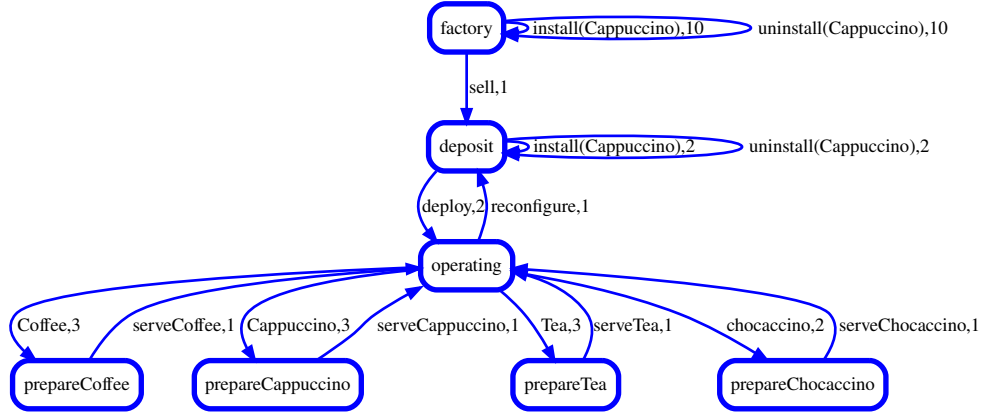 factory
install(Cappuccino),10
uninstall(Cappuccino),10
sell,1
deposit
install(Cappuccino),2
uninstall(Cappuccino),2
deploy,2
reconfigure,1
operating
Coffee,3
serveCoffee,1
Cappuccino,3
serveCappuccino,1
Tea,3
serveTea,1
chocaccino,2
serveChocaccino,1
prepareCoffee
prepareCappuccino
prepareTea
prepareChocaccino